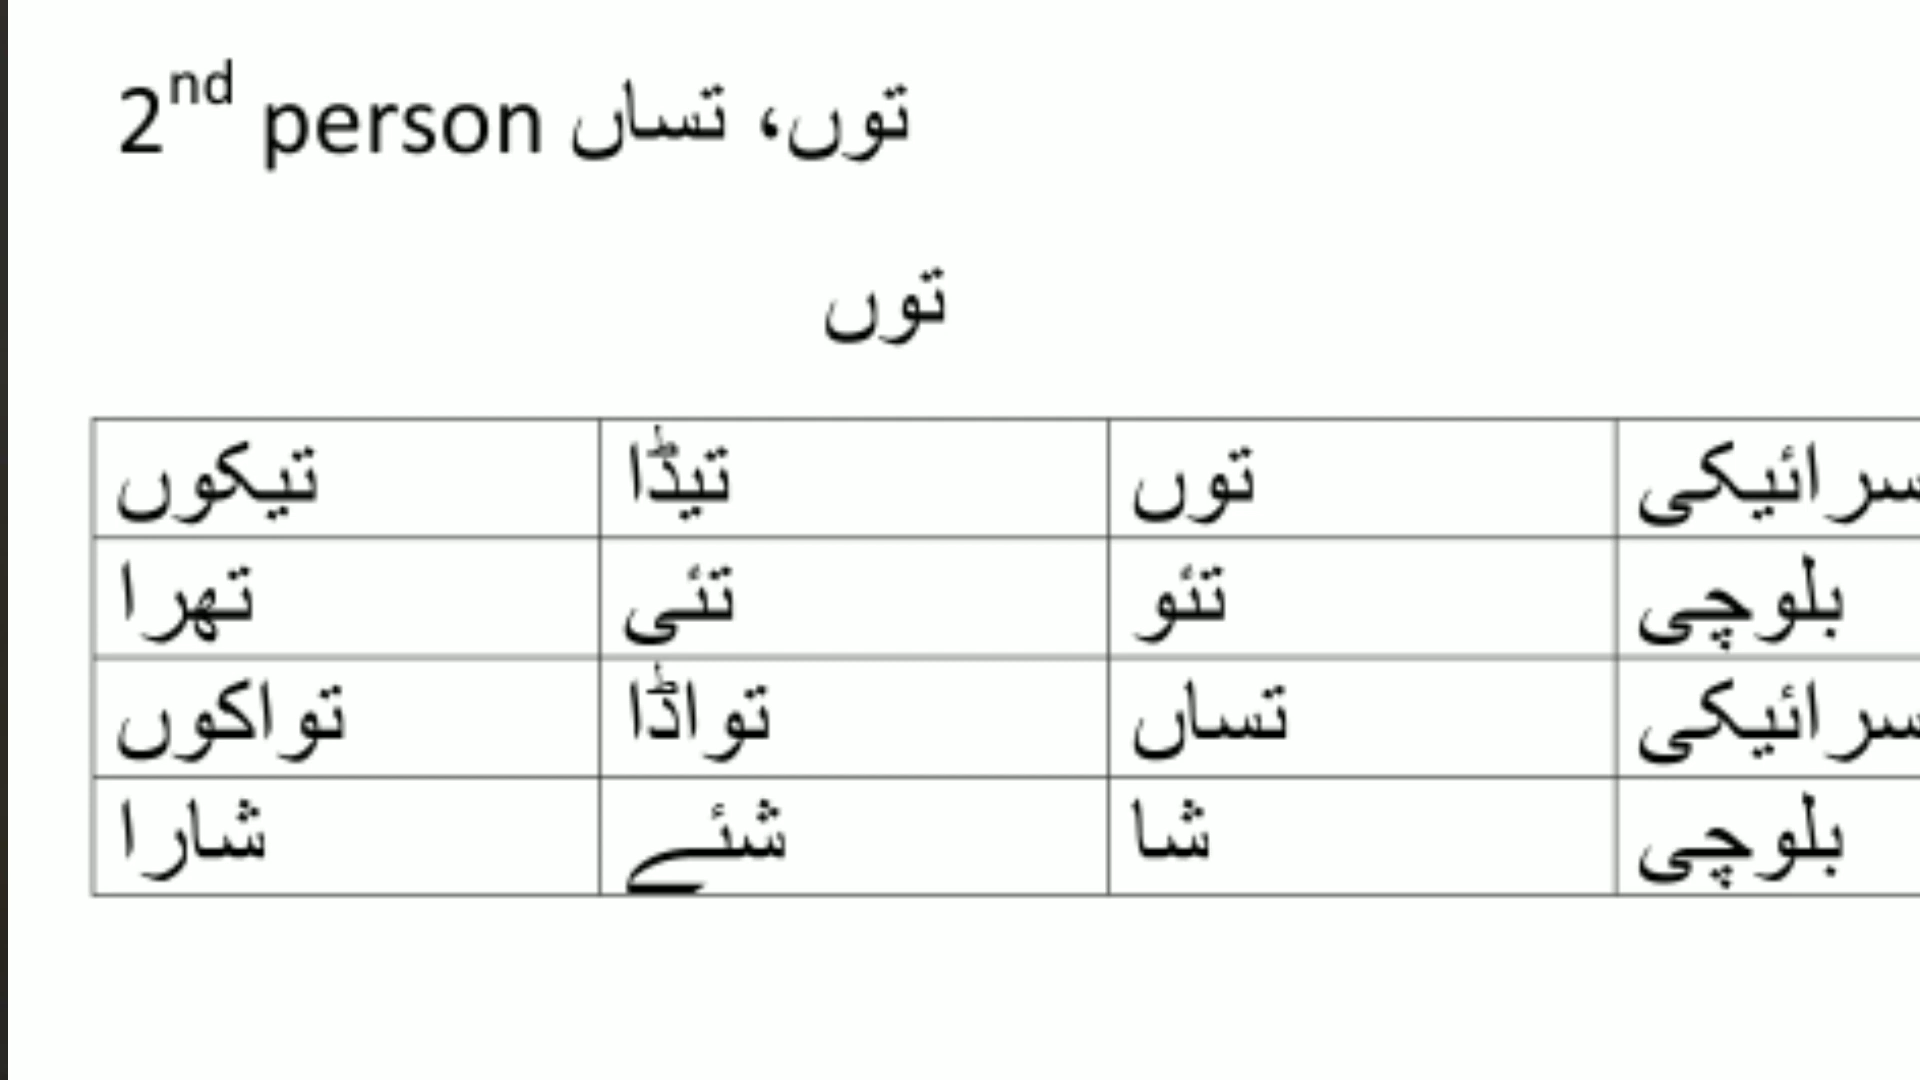 2nd person توں، تساں
توں
سرائیکی توں تیڈا تیکوں
بلوچی تئو تئی تھرا
سرائیکی تساں تواڈا تواکوں
بلوچی شا شئے شارا